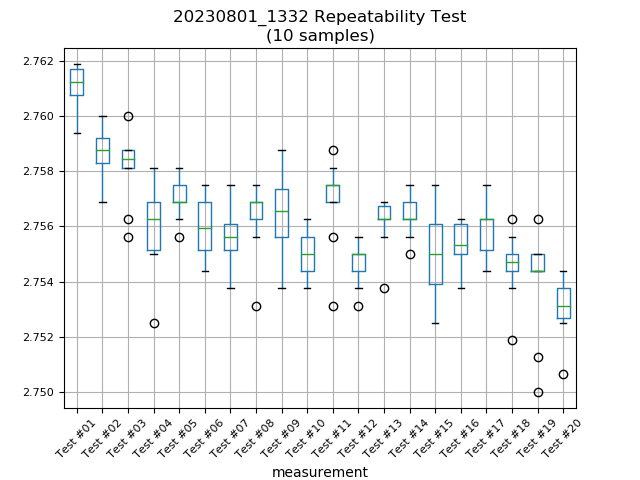 20230801_1332 Repeatability Test
(10 samples)
2.762
2.760
2.758
2.756
2.754
2.752
2.750
Test #01
Test #02
Test #03
Test #04
Test #05
Test #06
Test #07
Test #08
Test #09
Test #10
Test #11
Test #12
Test #13
Test #14
Test #15
Test #16
Test #17
Test #18
Test #19
Test #20
measurement